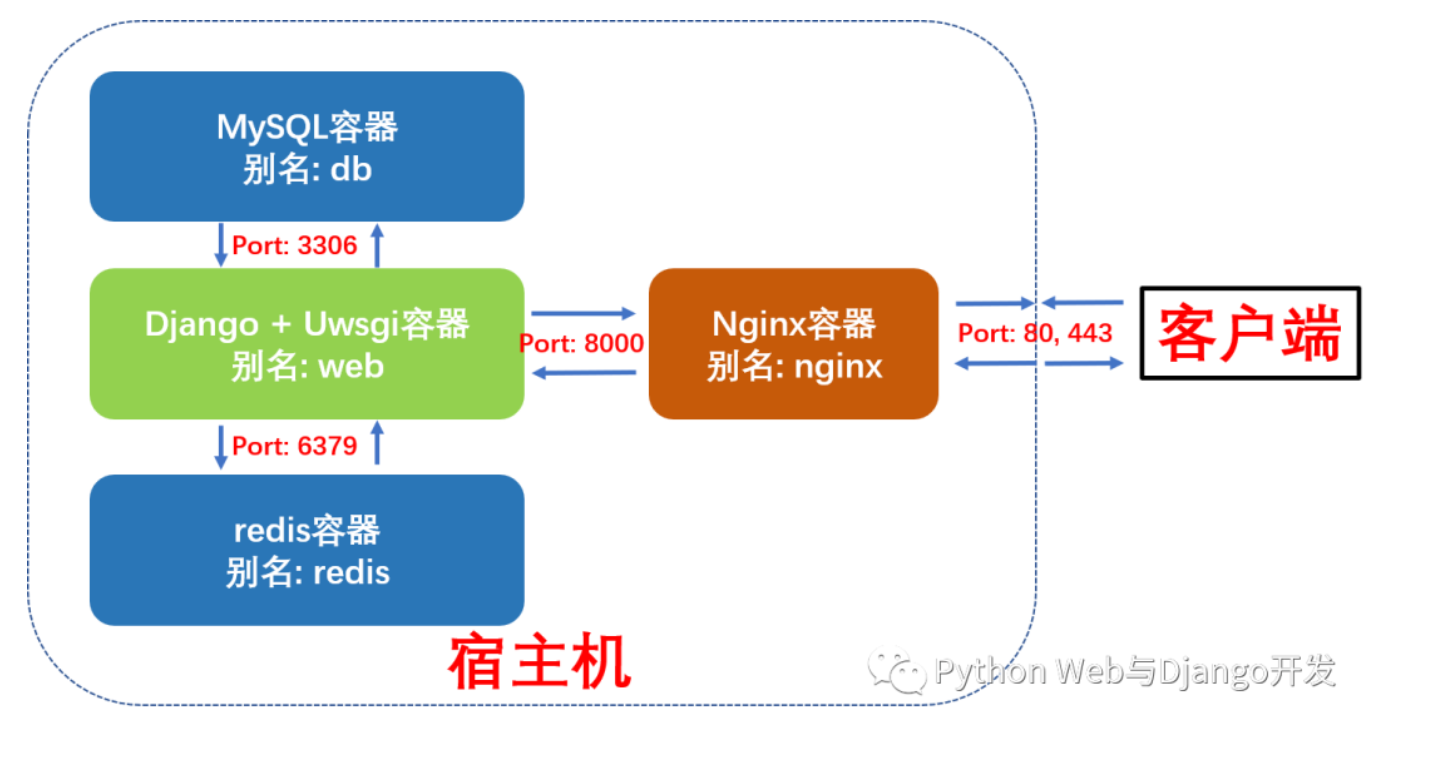 MySQL容器
别名: db
Port: 3306
Django + Uwsgi容器
别名: web
Port: 8000
Nginx容器
别名: nginx
Port: 80, 443
客户端
Port: 6379
redis容器
别名: redis
宿主机
Python Web与Django开发